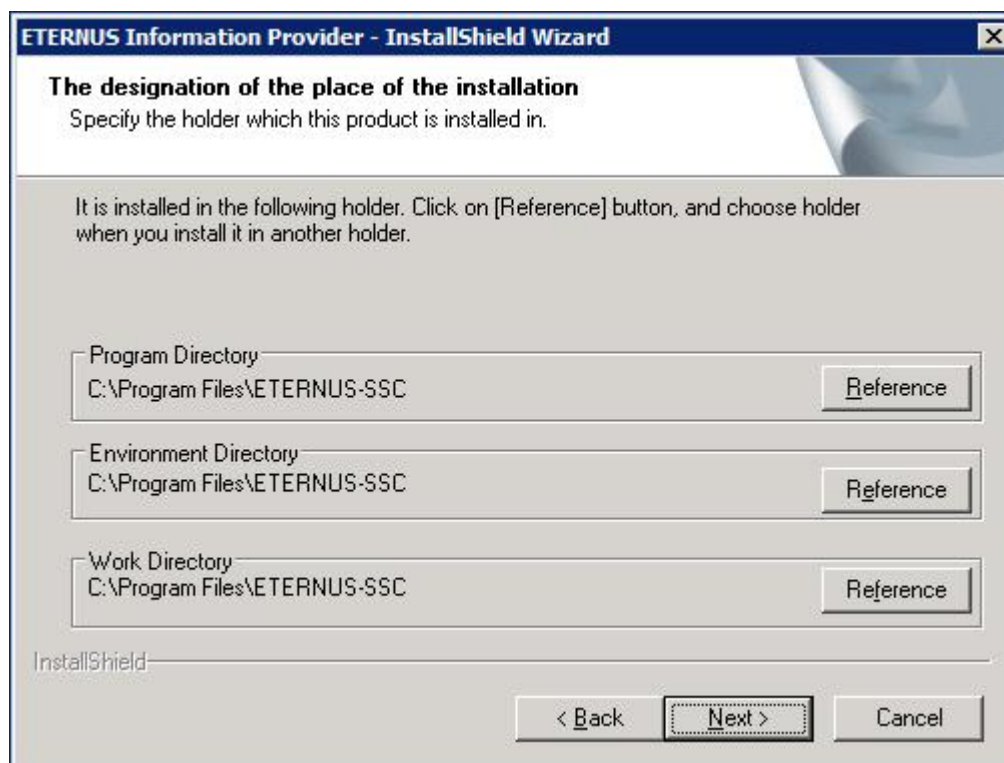 ETERNUS Information Provider - InstallShield Wizard
The designation of the place of the installation
Specify the holder which this product is installed in.
It is installed in the following holder. Click on [Reference] button, and choose holder
when you install it in another holder.
Program Directory
C:\Program Files\ETERNUS-SSC
Reference
Environment Directory
C:\Program Files\ETERNUS-SSC
Reference
Work Directory
C:\Program Files\ETERNUS-SSC
Reference
InstallShield
< Back Next > Cancel